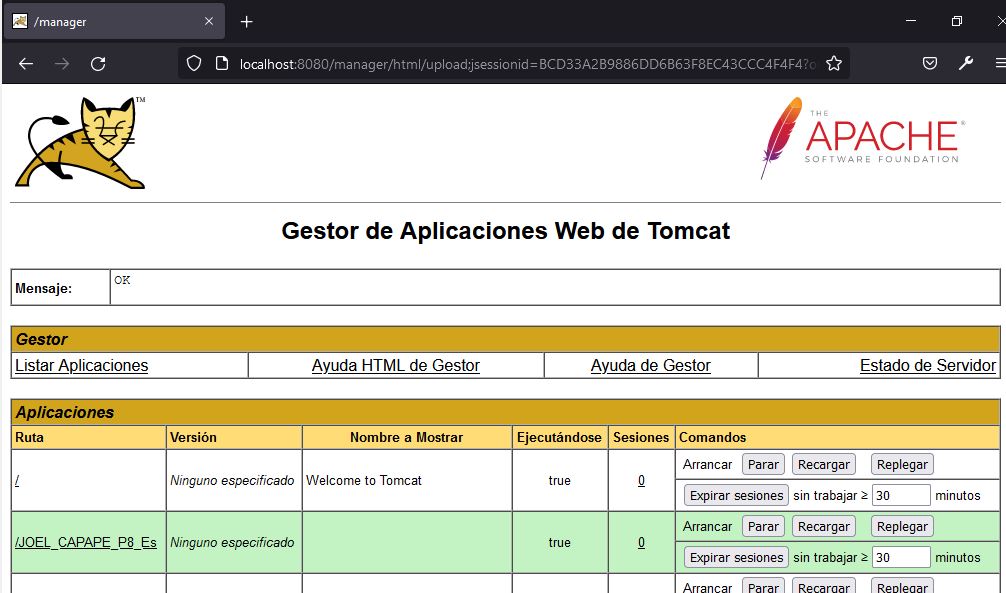 /manager
localhost:8080/manager/html/upload;jsessionid=BCD33A2B9886DD6B63F8EC43CCC4F4F4?o
TM
THE
APACHE®
SOFTWARE FOUNDATION
Gestor de Aplicaciones Web de Tomcat
Mensaje: OK
Gestor
Listar Aplicaciones Ayuda HTML de Gestor Ayuda de Gestor Estado de Servidor
Aplicaciones
Ruta Versión Nombre a Mostrar Ejecutándose Sesiones Comandos
/ Ninguno especificado Welcome to Tomcat true 0 Arrancar Parar Recargar Replegar
Expirar sesiones sin trabajar ≥ 30 minutos
/JOEL_CAPAPE_P8_Es Ninguno especificado true 0 Arrancar Parar Recargar Replegar
Expirar sesiones sin trabajar ≥ 30 minutos
Arrancar Parar Recargar Replegar